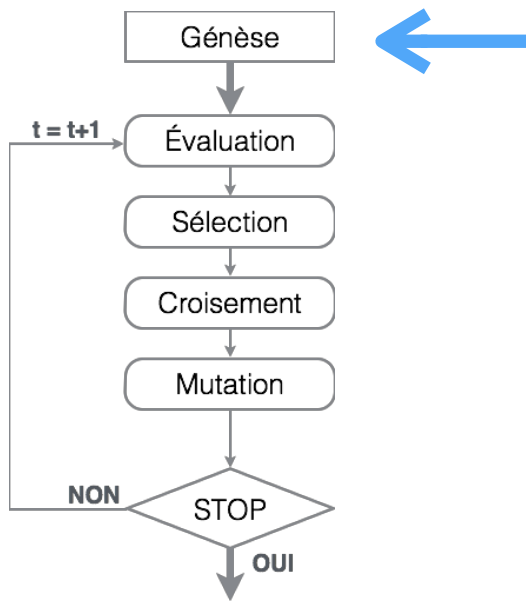 Génèse
t = t+1
Évaluation
Sélection
Croisement
Mutation
NON
STOP
OUI